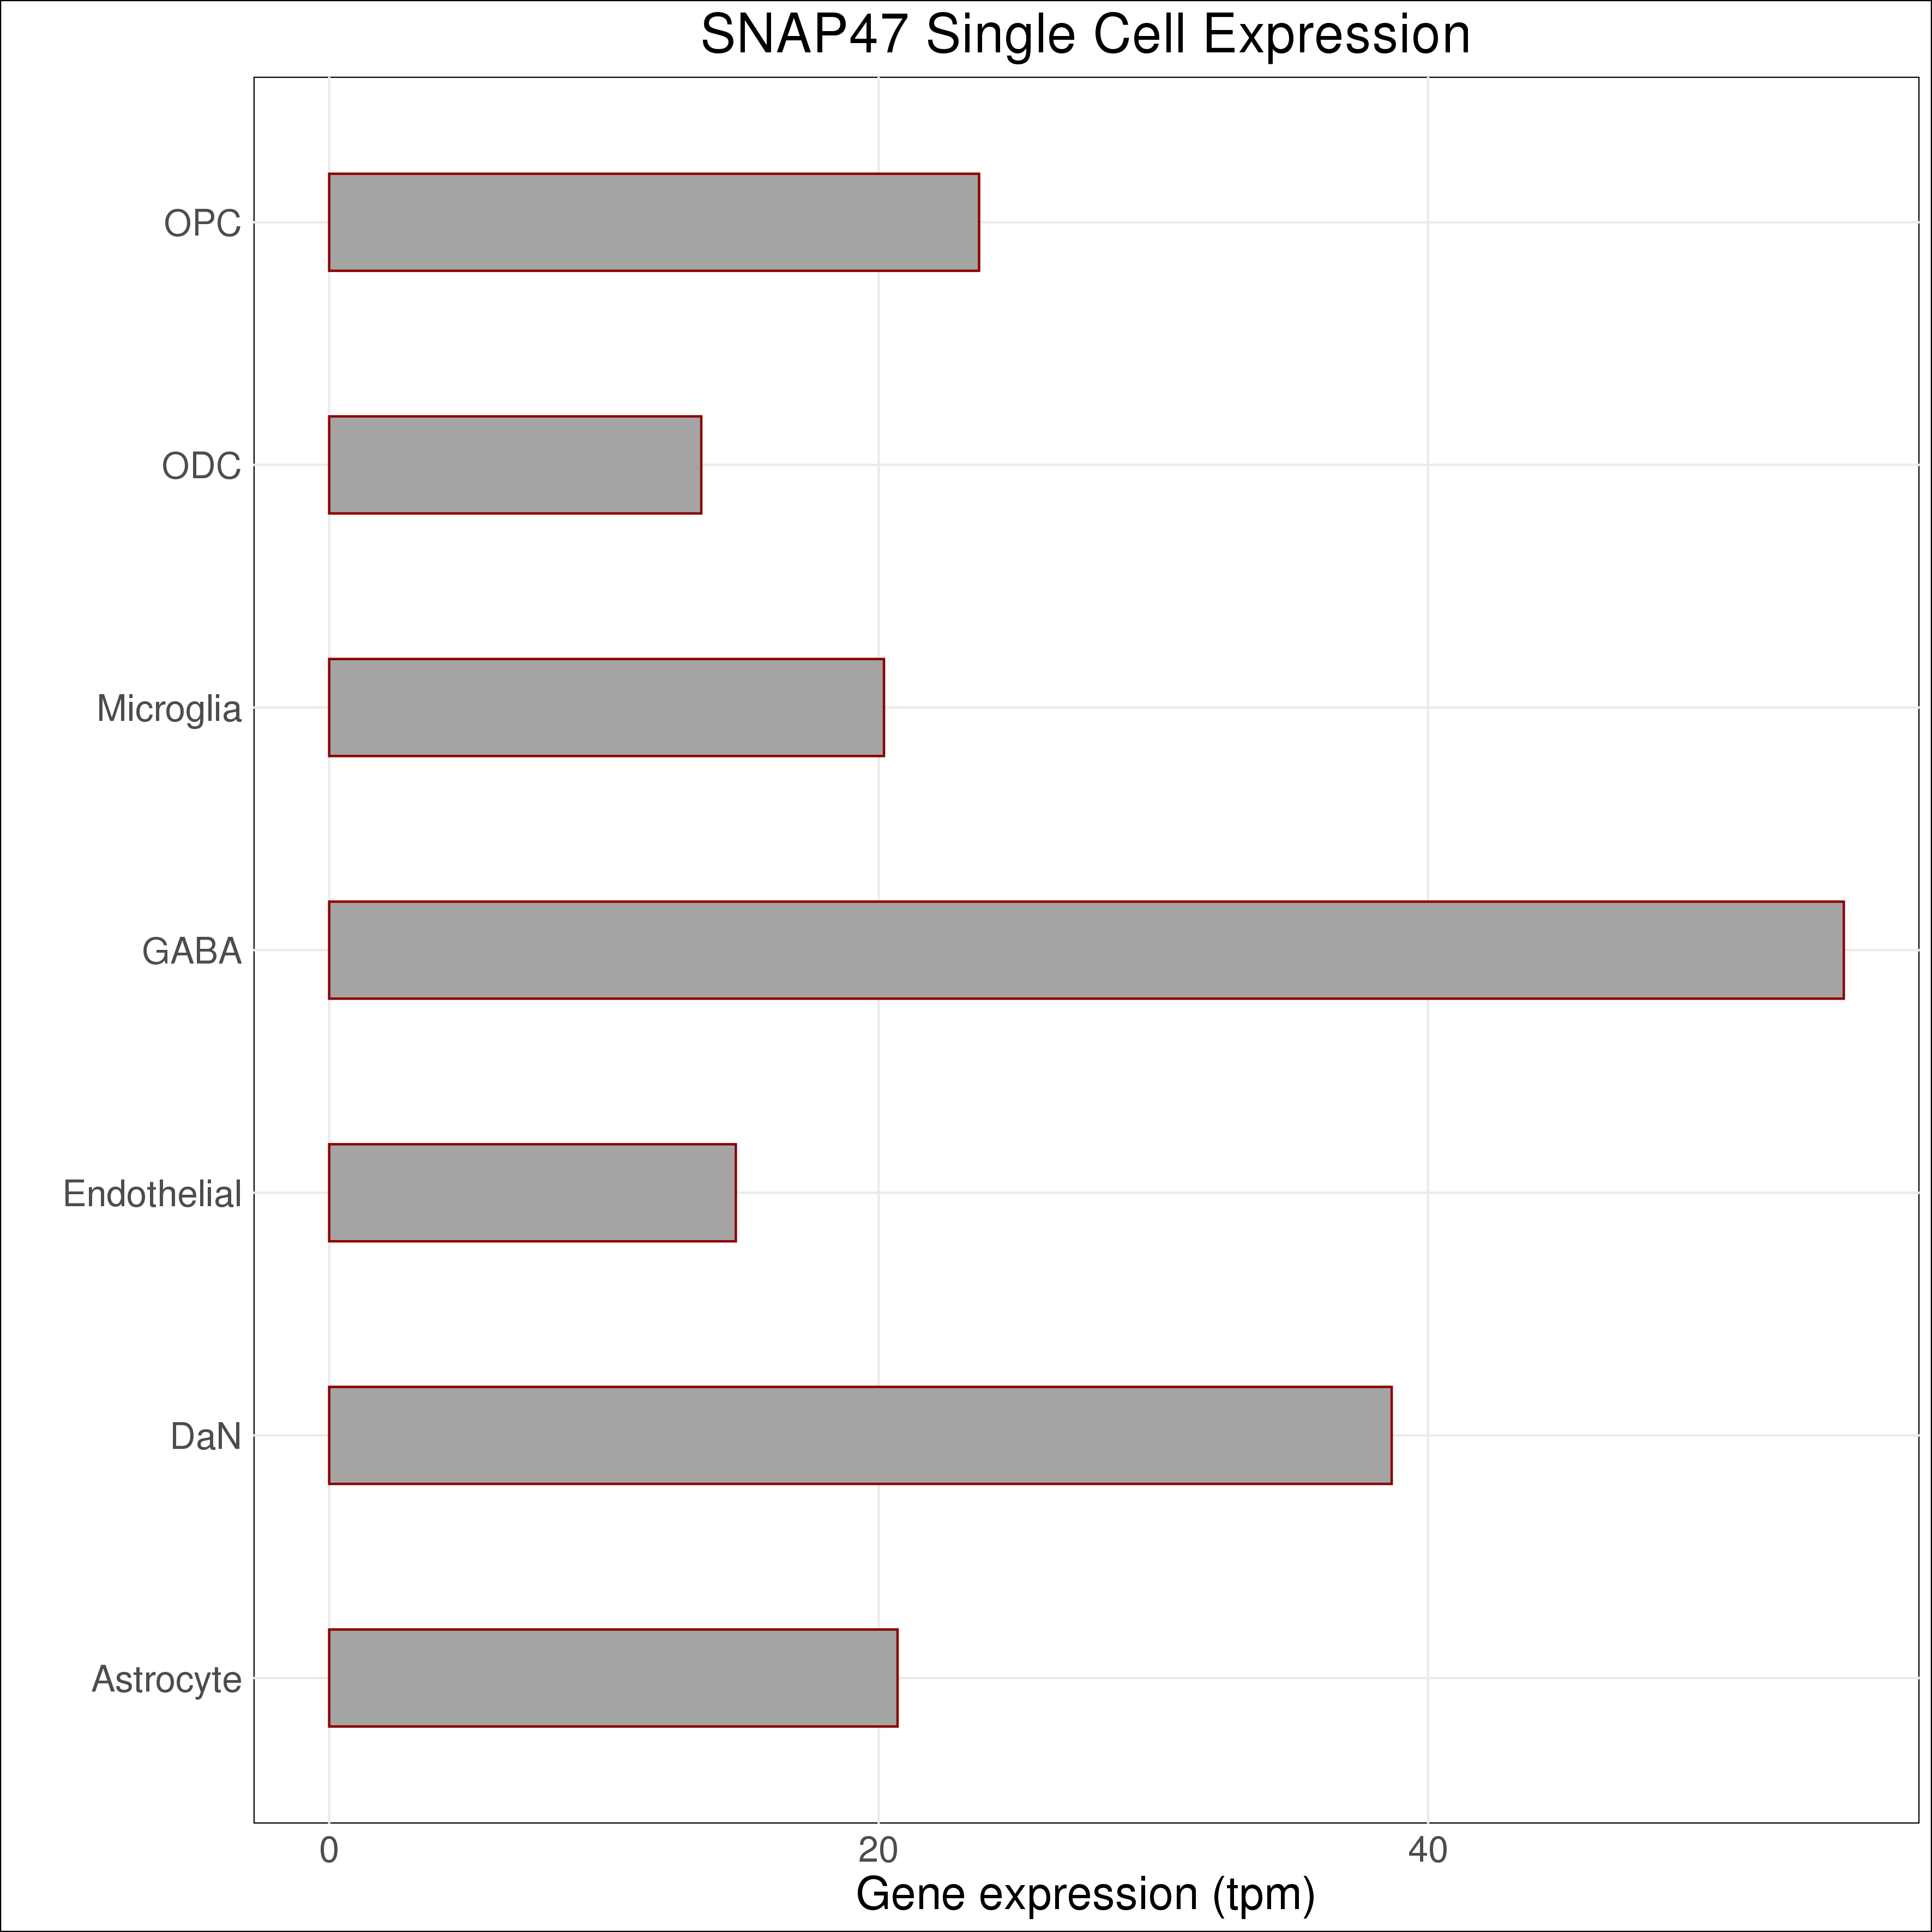 SNAP47 Single Cell Expression
OPC
ODC
Microglia
GABA
Endothelial
DaN
Astrocyte
0 20 40
Gene expression (tpm)